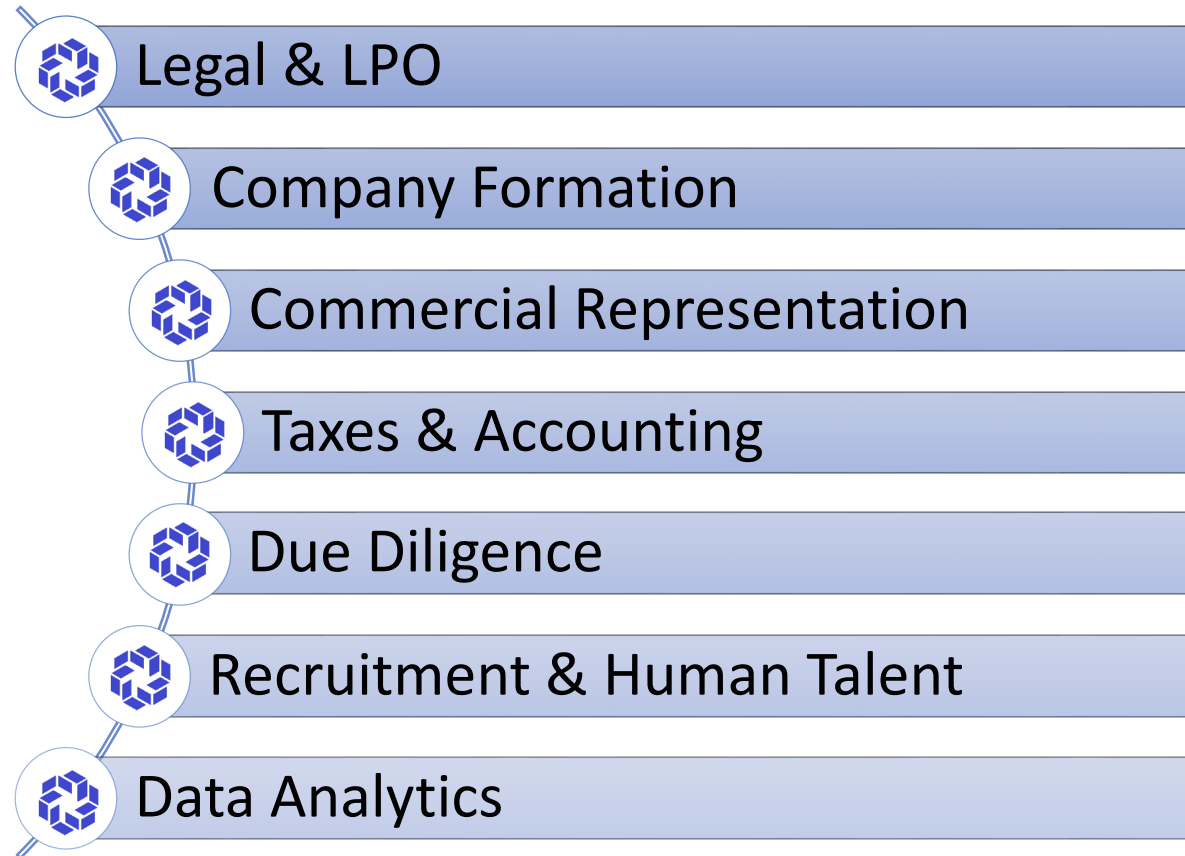 Legal & LPO
Company Formation
Commercial Representation
Taxes & Accounting
Due Diligence
Recruitment & Human Talent
Data Analytics